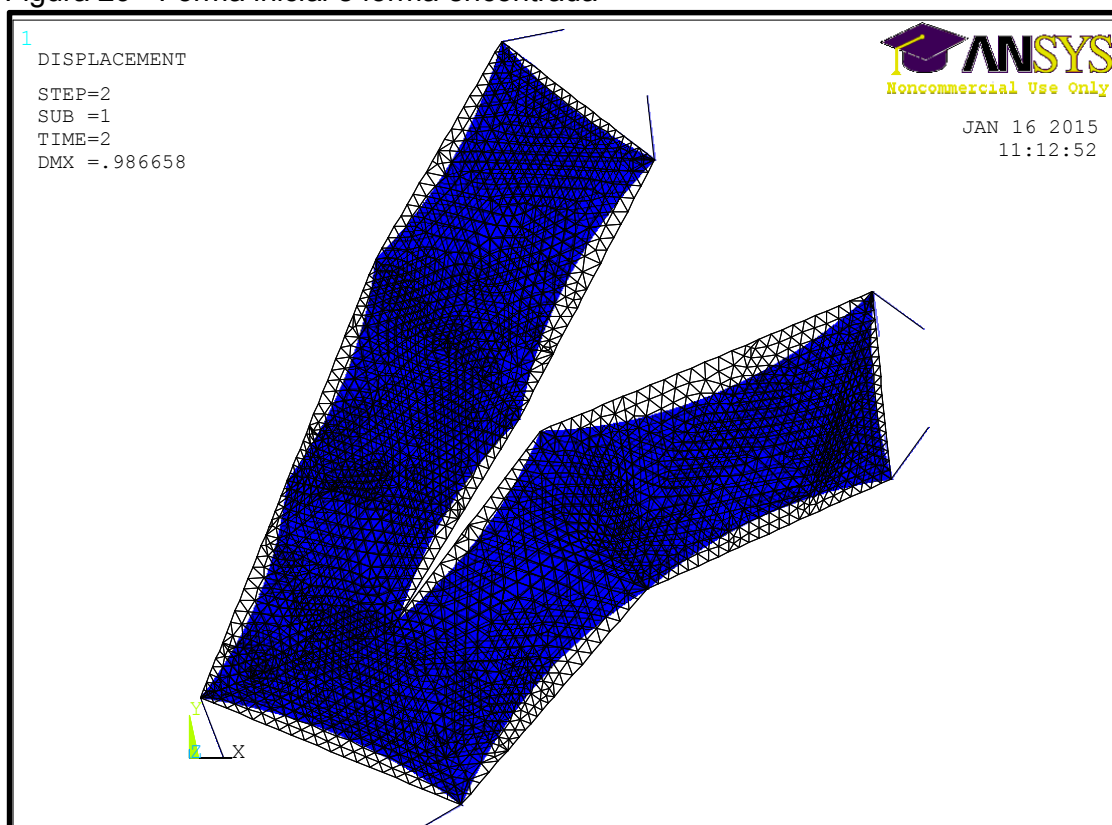 1
DISPLACEMENT
STEP=2
SUB =1
TIME=2
DMX =.986658
ANSYS
Noncommercial Use Only
JAN 16 2015
11:12:52
Y
Z
X